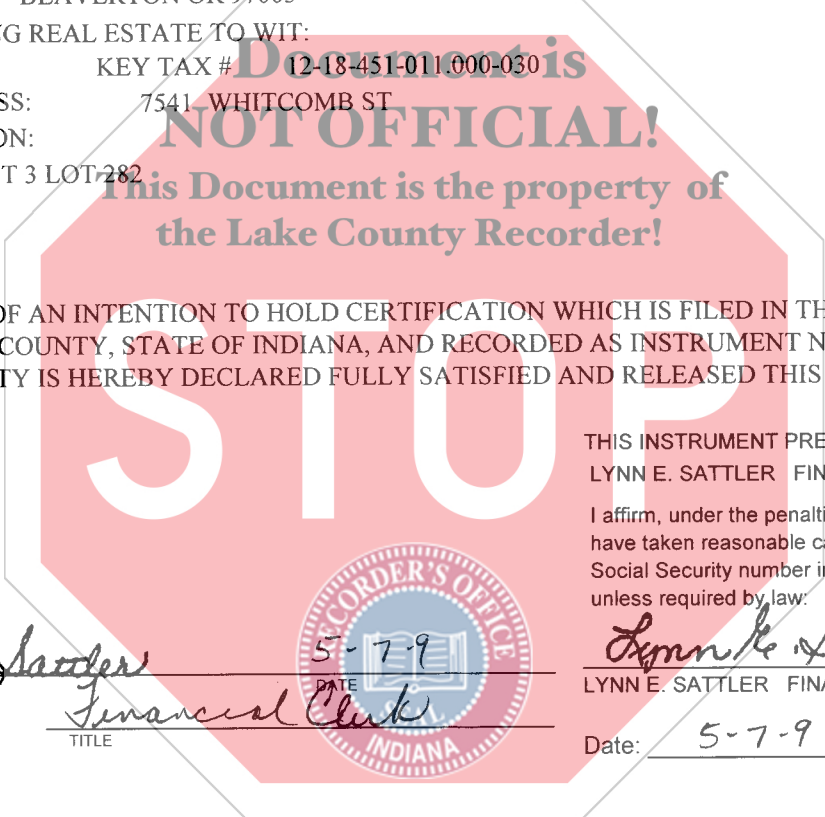 BEAVERTON OR 97005
NG REAL ESTATE TO WIT:
KEY TAX # 12-18-451-011.000-030
SS: 7541 WHITCOMB ST
ON:
T 3 LOT 282
Document is
NOT OFFICIAL!
This Document is the property of
the Lake County Recorder!
OF AN INTENTION TO HOLD CERTIFICATION WHICH IS FILED IN TH
COUNTY, STATE OF INDIANA, AND RECORDED AS INSTRUMENT N
TY IS HEREBY DECLARED FULLY SATISFIED AND RELEASED THIS
STOP
THIS INSTRUMENT PRE
LYNN E. SATTLER FIN
I affirm, under the penalti
have taken reasonable ca
Social Security number i
unless required by law:
RECORDER'S OFFICE
SEAL
INDIANA
Sattler 5-7-9
DATE
Financial Clerk
TITLE
Lynn E
LYNN E. SATTLER FINA
Date: 5-7-9